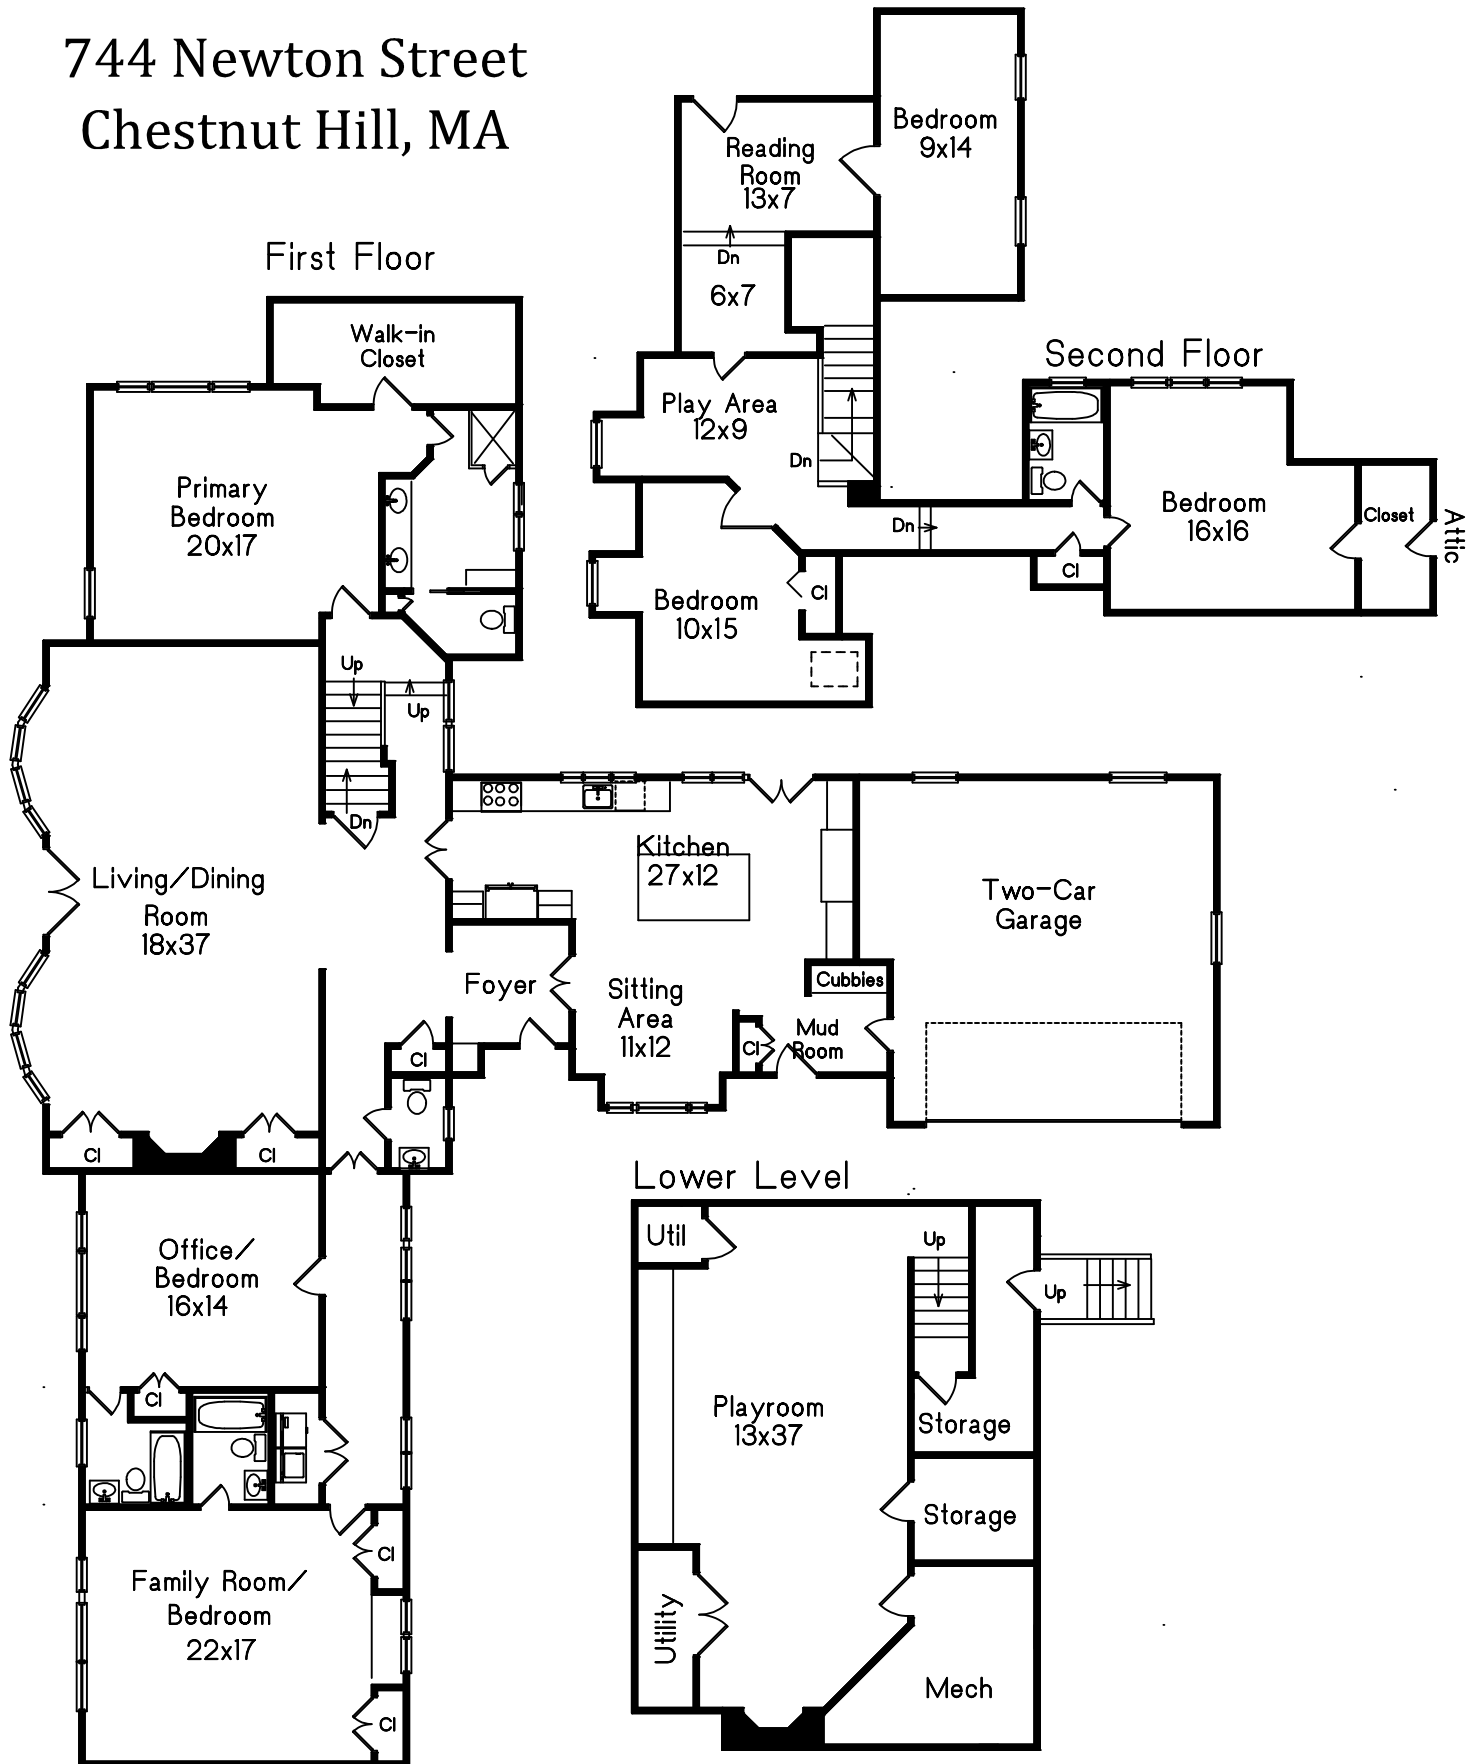 744 Newton Street
Chestnut Hill, MA
First Floor
Walk-in
Closet
Primary
Bedroom
20x17
Up
Up
Dn
Living/Dining
Room
18x37
Kitchen
27x12
Two-Car
Garage
Foyer
Sitting
Area
11x12
Cubbies
Mud
Room
Cl
Cl
Cl
Cl
Office/
Bedroom
16x14
Cl
Family Room/
Bedroom
22x17
Cl
Cl
Second Floor
Bedroom
9x14
Reading
Room
13x7
Dn
6x7
Play Area
12x9
Dn
Dn
Bedroom
10x15
Cl
Cl
Bedroom
16x16
Closet
Attic
Lower Level
Util
Up
Up
Playroom
13x37
Storage
Storage
Utility
Mech